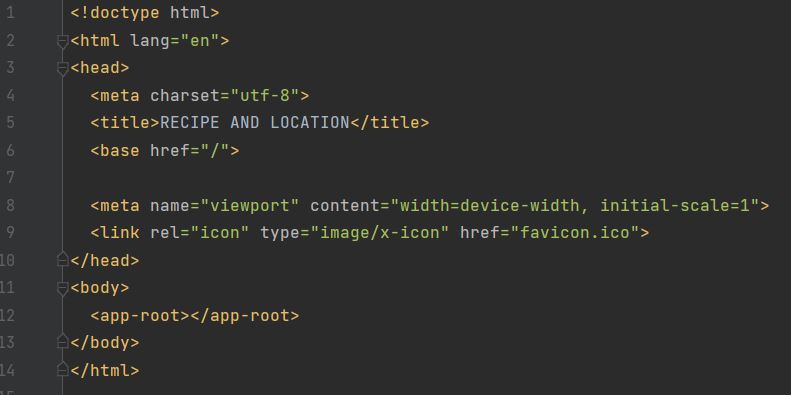 1 <!doctype html>
2 <html lang="en">
3 <head>
4 <meta charset="utf-8">
5 <title>RECIPE AND LOCATION</title>
6 <base href="/">
7
8 <meta name="viewport" content="width=device-width, initial-scale=1">
9 <link rel="icon" type="image/x-icon" href="favicon.ico">
10 </head>
11 <body>
12 <app-root></app-root>
13 </body>
14 </html>